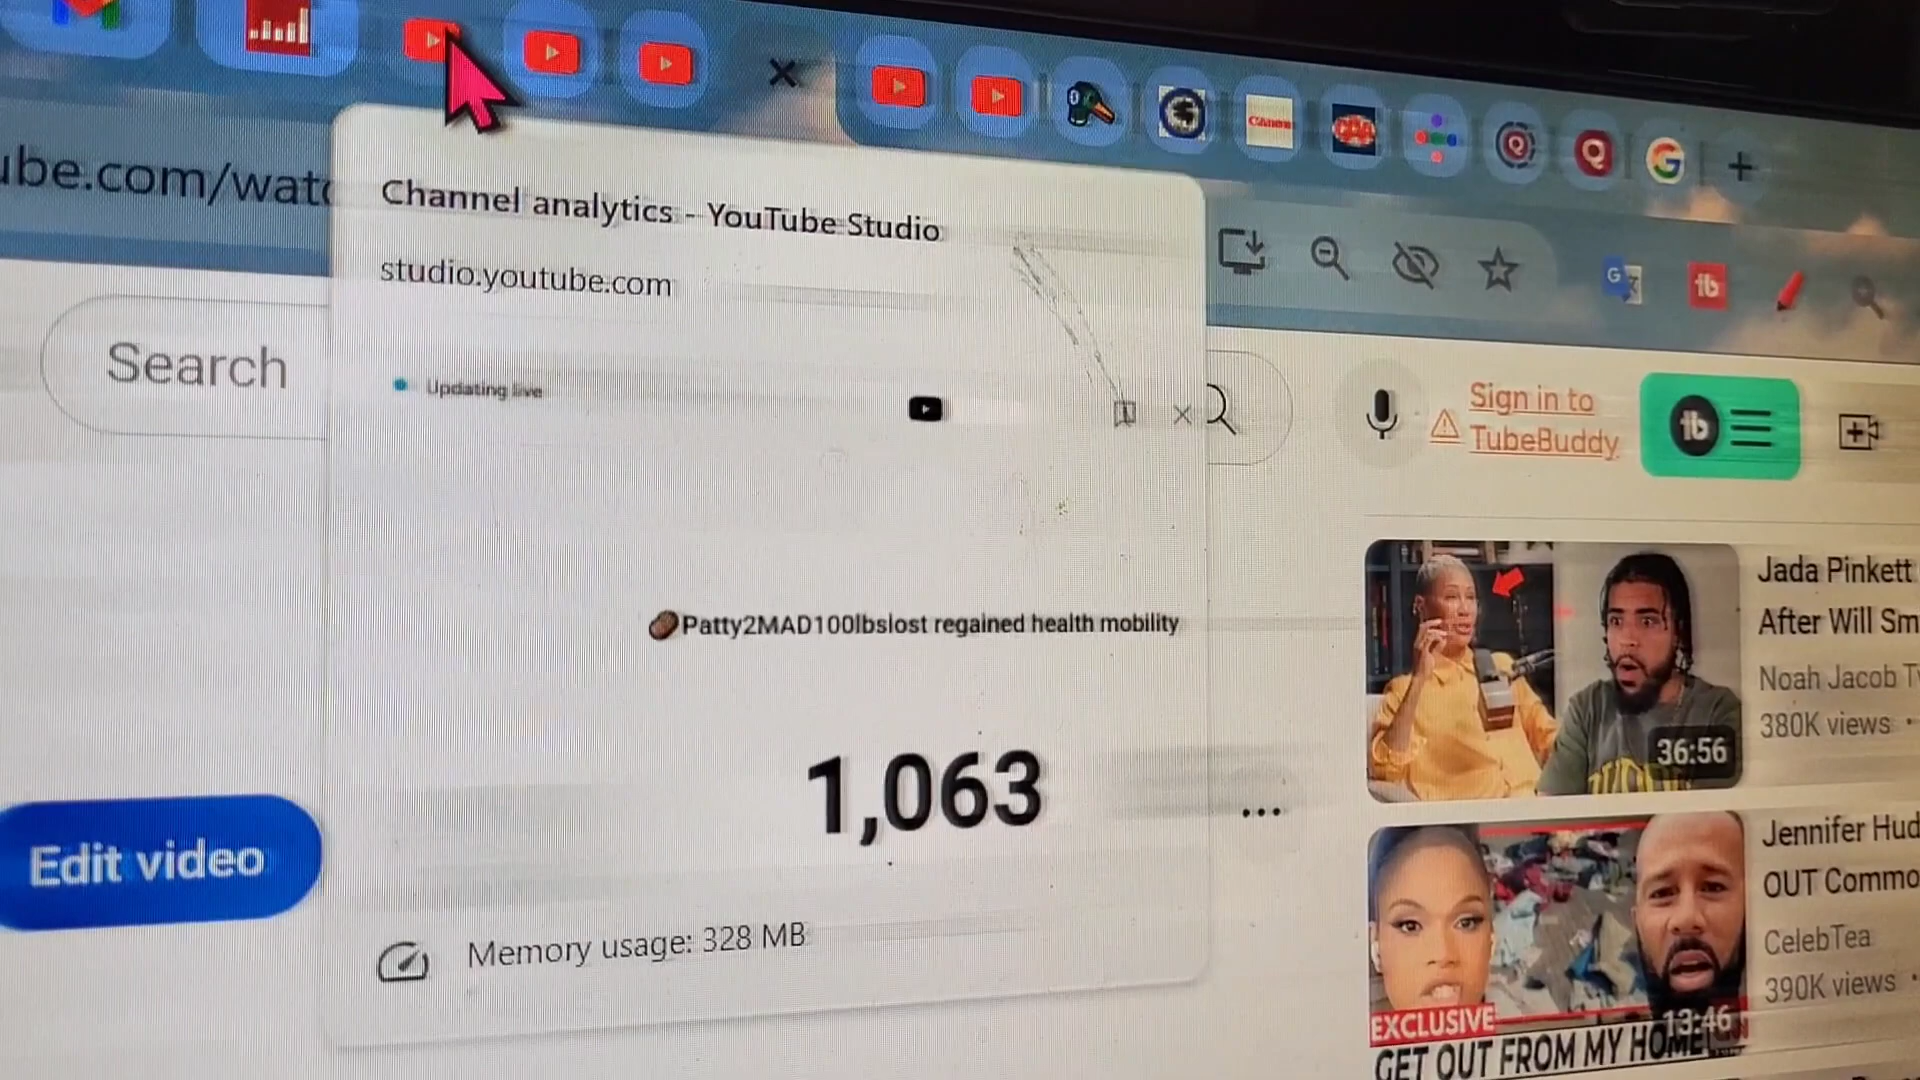 ube.com/watc
Channel analytics - YouTube Studio
studio.youtube.com
Search
Updating live
Sign in to
TubeBuddy
tb
Patty2MAD100lbslost regained health mobility
1,063
Edit video
Memory usage: 328 MB
Jada Pinkett
After Will Sm
Noah Jacob T
380K views
36:56
Jennifer Hud
OUT Commo
CelebTea
390K views
EXCLUSIVE
13:46
GET OUT FROM MY HOME